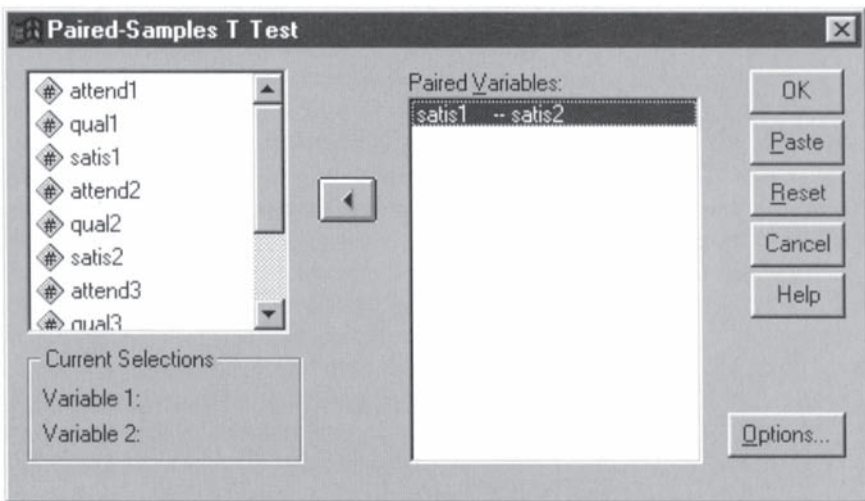 Paired-Samples T Test
attend1
qual1
satis1
attend2
qual2
satis2
attend3
qual3
Current Selections
Variable 1:
Variable 2:
Paired Variables:
satis1 -- satis2
OK
Paste
Reset
Cancel
Help
Options...